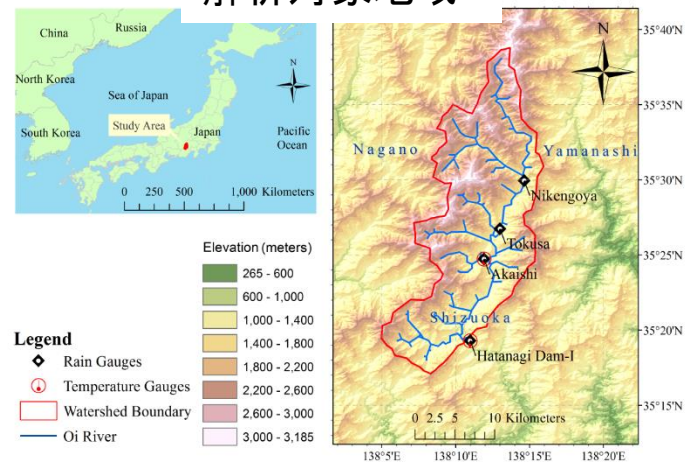 China
Russia
North Korea
Sea of Japan
South Korea
Study Area
Japan
Pacific
Ocean
N
0 250 500 1,000 Kilometers
Elevation (meters)
265 - 600
600 - 1,000
1,000 - 1,400
1,400 - 1,800
1,800 - 2,200
2,200 - 2,600
2,600 - 3,000
3,000 - 3,185
Legend
Rain Gauges
Temperature Gauges
Watershed Boundary
Oi River
N
Nagano
Yamanashi
Nikengoya
Tokusa
Akaishi
Shizuoka
Hatanagi Dam-I
0 2.5 5 10 Kilometers
35°40'N
35°35'N
35°30'N
35°25'N
35°20'N
35°15'N
138°5'E 138°10'E 138°15'E 138°20'E